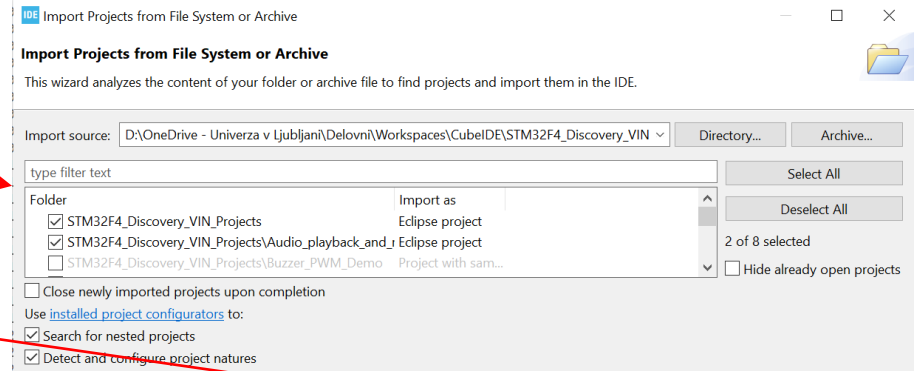 IDE Import Projects from File System or Archive
Import Projects from File System or Archive
This wizard analyzes the content of your folder or archive file to find projects and import them in the IDE.
Import source: D:\OneDrive - Univerza v Ljubljani\Delovni\Workspaces\CubeIDE\STM32F4_Discovery_VIN Directory... Archive...
type filter text Select All
Folder Import as
Deselect All
STM32F4_Discovery_VIN_Projects Eclipse project
STM32F4_Discovery_VIN_Projects\Audio_playback_and_r Eclipse project 2 of 8 selected
STM32F4_Discovery_VIN_Projects\Buzzer_PWM_Demo Project with sam... Hide already open projects
Close newly imported projects upon completion
Use installed project configurators to:
Search for nested projects
Detect and configure project natures